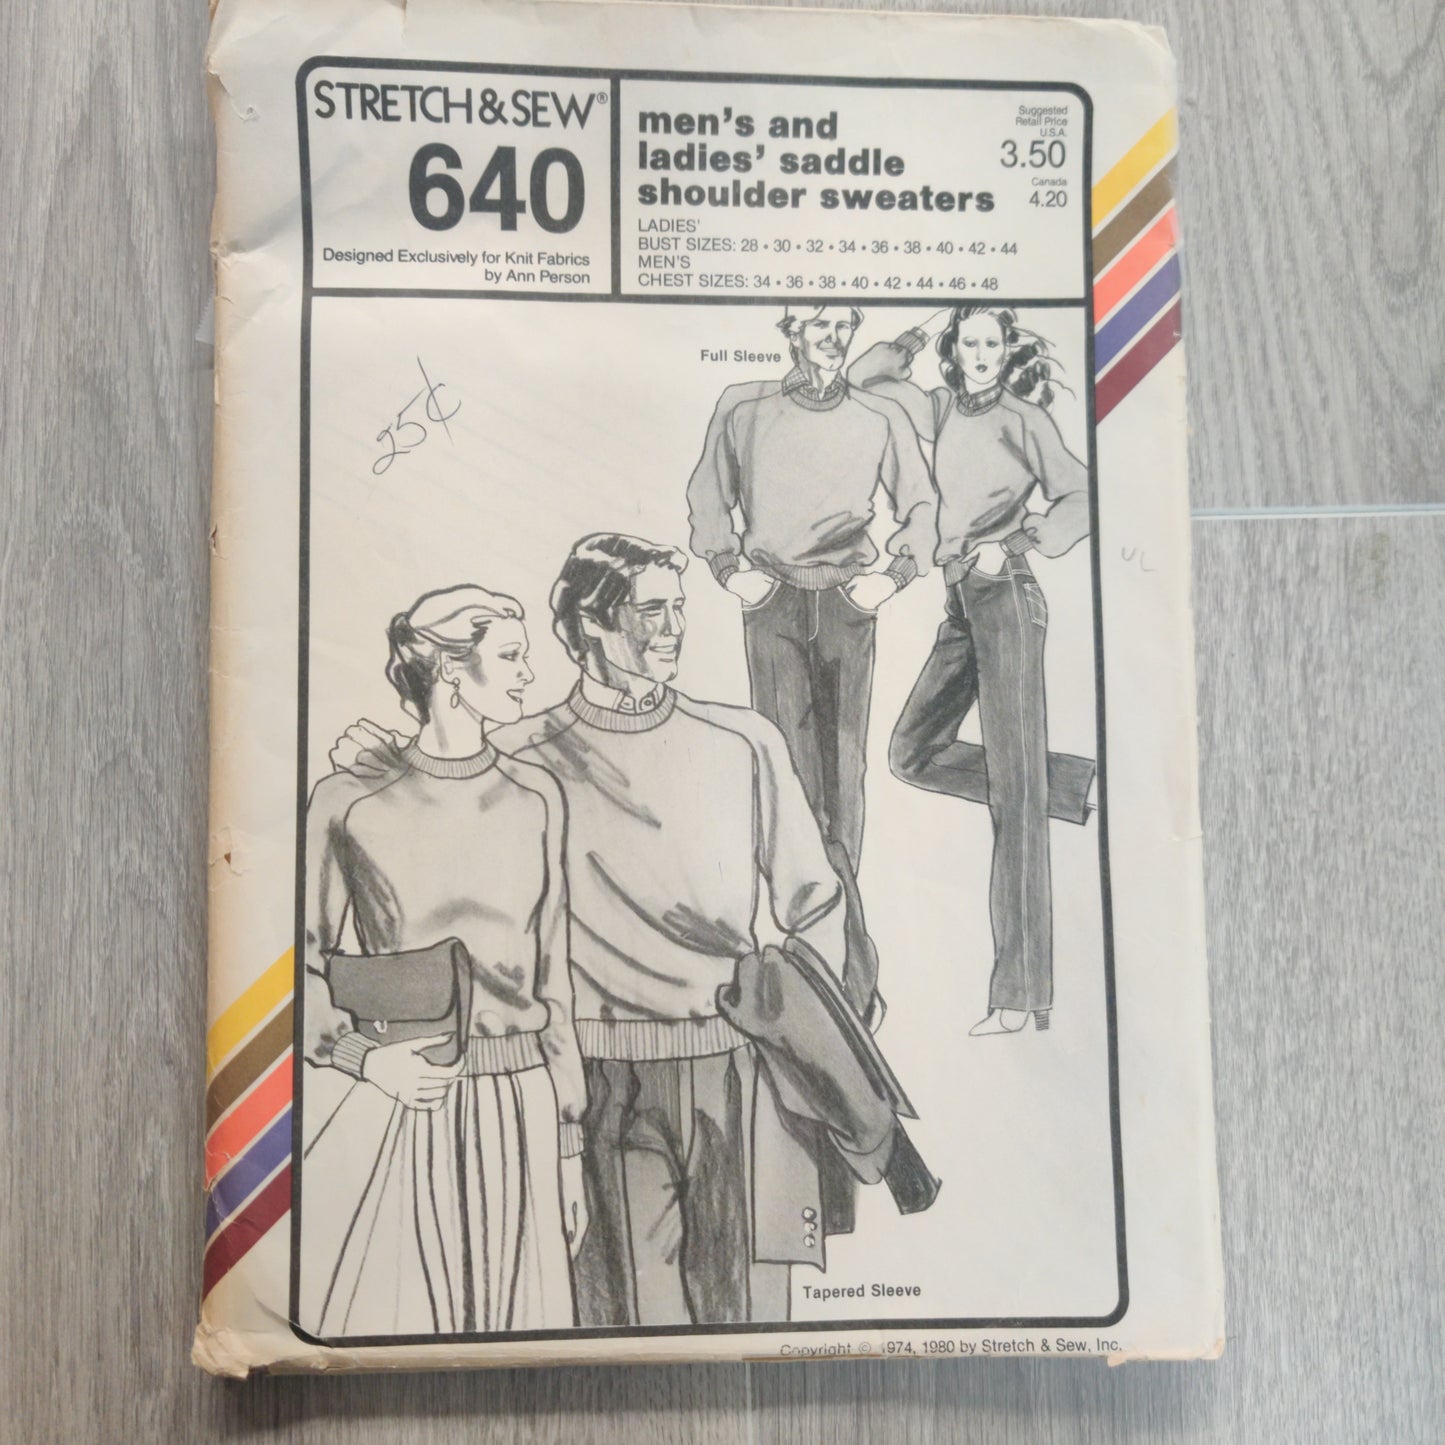 STRETCH & SEW®
640
Designed Exclusively for Knit Fabrics
by Ann Person
men's and
ladies' saddle
shoulder sweaters
LADIES'
BUST SIZES: 28 • 30 • 32 • 34 • 36 • 38 • 40 • 42 • 44
MEN'S
CHEST SIZES: 34 • 36 • 38 • 40 • 42 • 44 • 46 • 48
Suggested
Retail Price
U.S.A.
3.50
Canada
4.20
Full Sleeve
25¢
UL
Tapered Sleeve
Copyright © 1974, 1980 by Stretch & Sew, Inc.